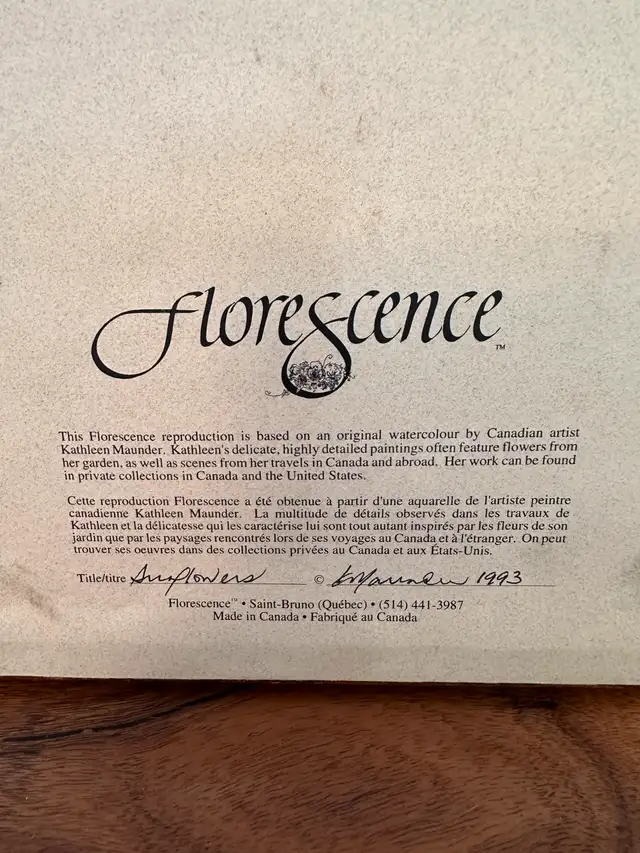 Florescence™
This Florescence reproduction is based on an original watercolour by Canadian artist
Kathleen Maunder. Kathleen's delicate, highly detailed paintings often feature flowers from
her garden, as well as scenes from her travels in Canada and abroad. Her work can be found
in private collections in Canada and the United States.
Cette reproduction Florescence a été obtenue à partir d'une aquarelle de l'artiste peintre
canadienne Kathleen Maunder. La multitude de détails observés dans les travaux de
Kathleen et la délicatesse qui les caractérise lui sont tout autant inspirés par les fleurs de son
jardin que par les paysages rencontrés lors de ses voyages au Canada et à l'étranger. On peut
trouver ses oeuvres dans des collections privées au Canada et aux États-Unis.
Title/titre Sunflowers © K Maunder 1993
Florescence™ • Saint-Bruno (Québec) • (514) 441-3987
Made in Canada • Fabriqué au Canada